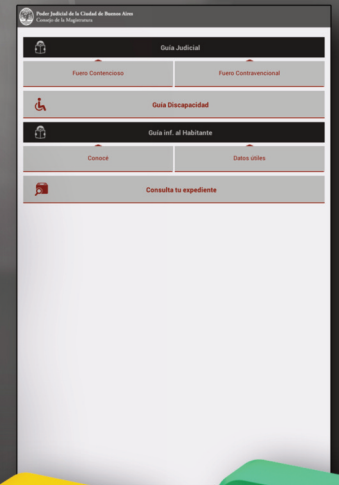 Poder Judicial de la Ciudad de Buenos Aires
Consejo de la Magistratura
Guía Judicial
Fuero Contencioso
Fuero Contravencional
Guía Discapacidad
Guía inf. al Habitante
Conocé
Datos útiles
Consulta tu expediente